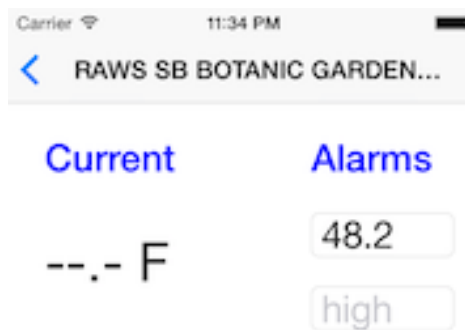 Carrier 11:34 PM
RAWS SB BOTANIC GARDEN...
Current Alarms
--.- F 48.2
high